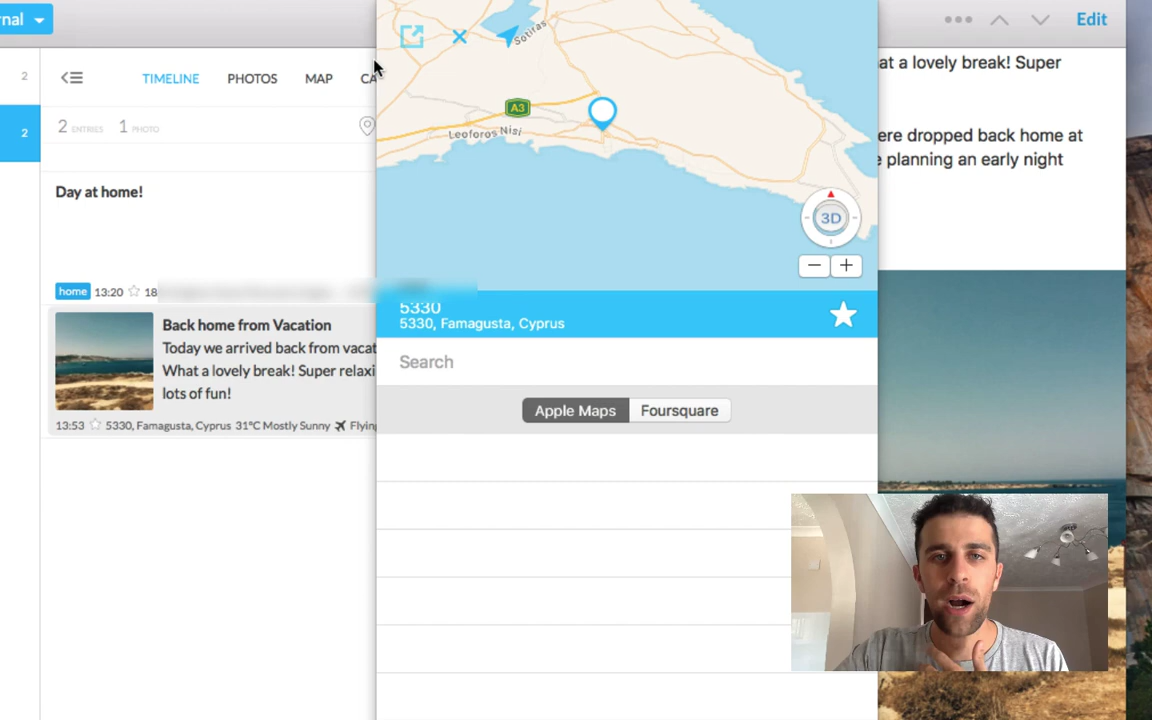 rnal
Edit
2
TIMELINE PHOTOS MAP CA
2
2 ENTRIES 1 PHOTO
Day at home!
home 13:20 18
Back home from Vacation
Today we arrived back from vacat
What a lovely break! Super relaxi
lots of fun!
13:53 5330, Famagusta, Cyprus 31°C Mostly Sunny Flying
Sotiras
A3
Leoforos Nisi
3D
− +
5330
5330, Famagusta, Cyprus
Search
Apple Maps Foursquare
at a lovely break! Super
ere dropped back home at
e planning an early night